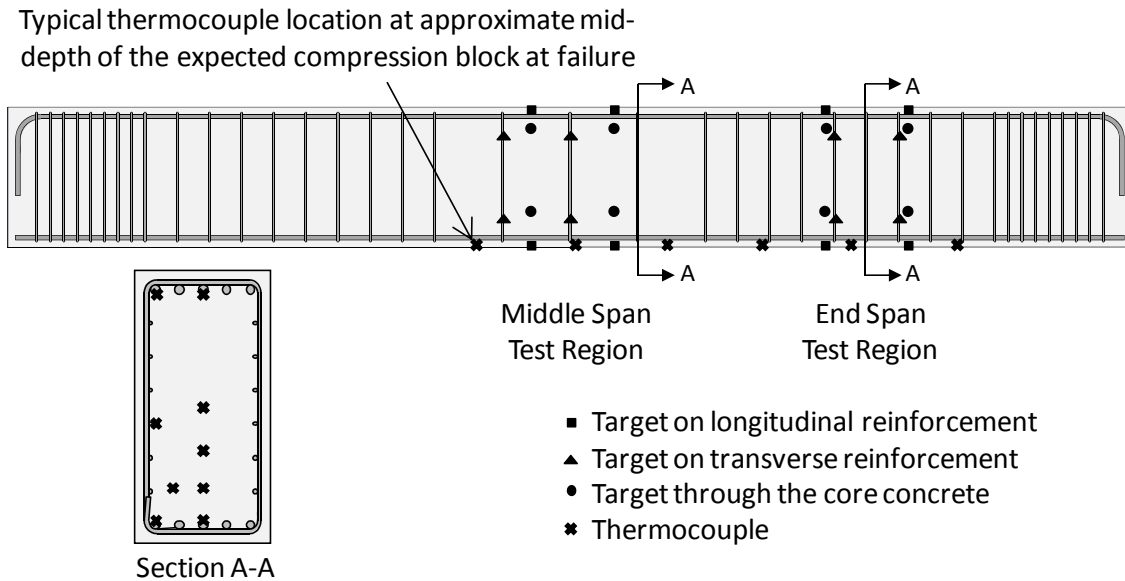 Typical thermocouple location at approximate mid-
depth of the expected compression block at failure
A
A
A
A
Middle Span
Test Region
End Span
Test Region
Target on longitudinal reinforcement
Target on transverse reinforcement
Target through the core concrete
Thermocouple
Section A-A